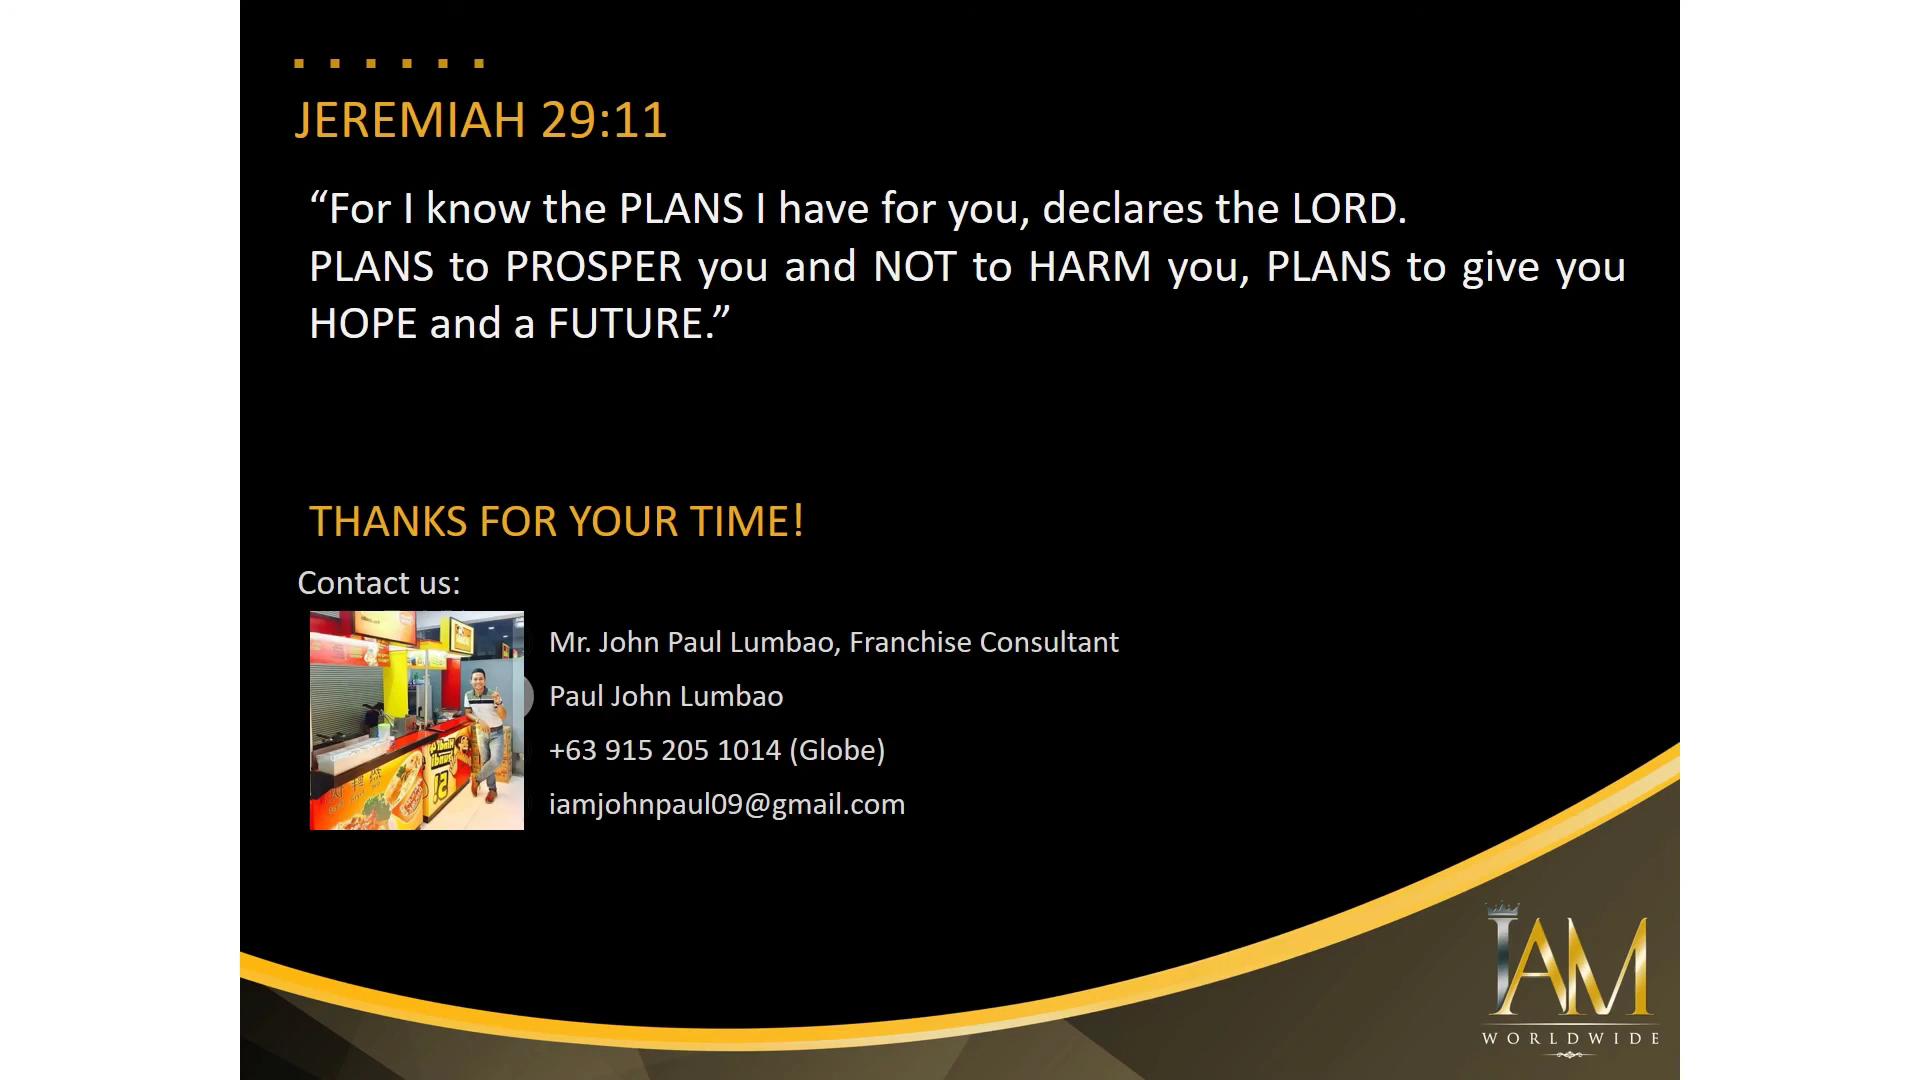 JEREMIAH 29:11
“For I know the PLANS I have for you, declares the LORD.
PLANS to PROSPER you and NOT to HARM you, PLANS to give you
HOPE and a FUTURE.”
THANKS FOR YOUR TIME!
Contact us:
Mr. John Paul Lumbao, Franchise Consultant
Paul John Lumbao
+63 915 205 1014 (Globe)
iamjohnpaul09@gmail.com
IAM
WORLDWIDE